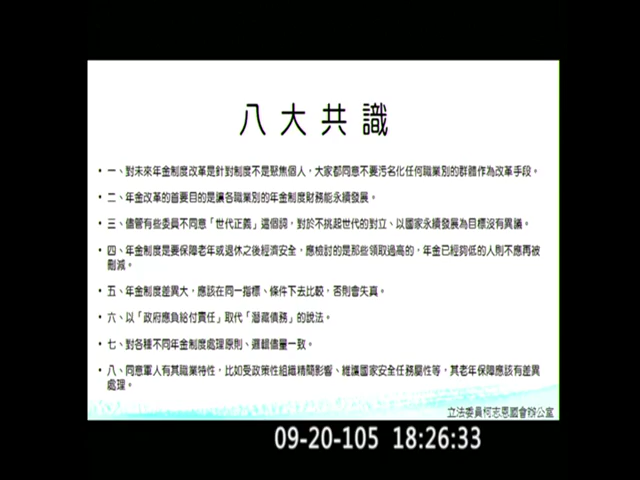 八大共識
• 一、對未來年金制度改革是針對制度不是聚焦個人，大家都同意不要污名化任何職業別的群體作為改革手段。
• 二、年金改革的首要目的是讓各職業別的年金制度財務能永續發展。
• 三、儘管有些委員不同意「世代正義」這個詞，對於不挑起世代的對立、以國家永續發展為目標沒有異議。
• 四、年金制度是要保障老年或退休之後經濟安全，應檢討的是那些領取過高的，年金已經夠低的人則不應再被
刪減。
• 五、年金制度差異大，應該在同一指標、條件下去比較，否則會失真。
• 六、以「政府應負給付責任」取代「潛藏債務」的說法。
• 七、對各種不同年金制度處理原則、邏輯儘量一致。
• 八、同意軍人有其職業特性，比如受政策性組織精簡影響、維護國家安全任務屬性等，其老年保障應該有差異
處理。
立法委員柯志恩國會辦公室
09-20-105 18:26:33